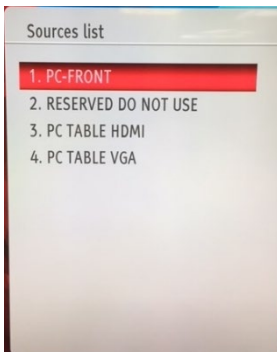 Sources list
1. PC-FRONT
2. RESERVED DO NOT USE
3. PC TABLE HDMI
4. PC TABLE VGA